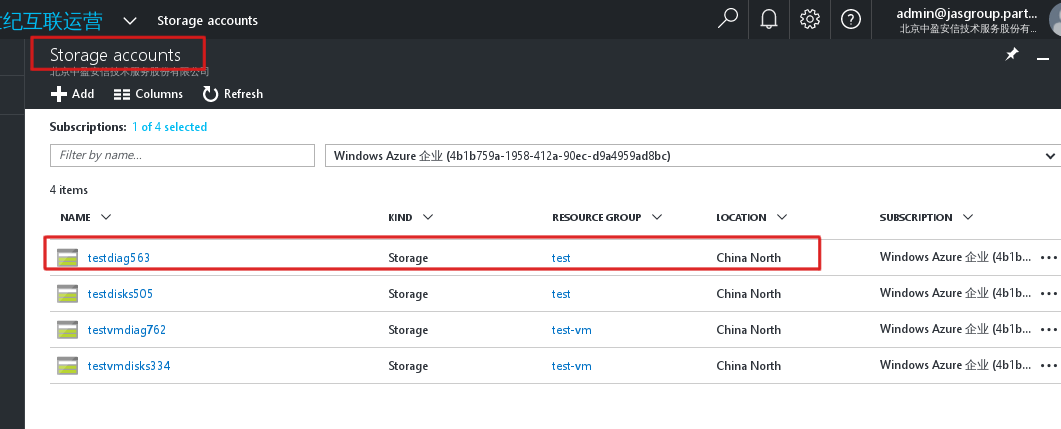 世纪互联运营 Storage accounts admin@jasgroup.part...
北京中盈安信技术服务股份有限...
Storage accounts
北京中盈安信技术服务股份有限公司
Add Columns Refresh
Subscriptions: 1 of 4 selected
Filter by name... Windows Azure 企业 (4b1b759a-1958-412a-90ec-d9a4959ad8bc)
4 items
NAME KIND RESOURCE GROUP LOCATION SUBSCRIPTION
testdiag563 Storage test China North Windows Azure 企业 (4b1b...
testdisks505 Storage test China North Windows Azure 企业 (4b1b...
testvmdiag762 Storage test-vm China North Windows Azure 企业 (4b1b...
testvmdisks334 Storage test-vm China North Windows Azure 企业 (4b1b...